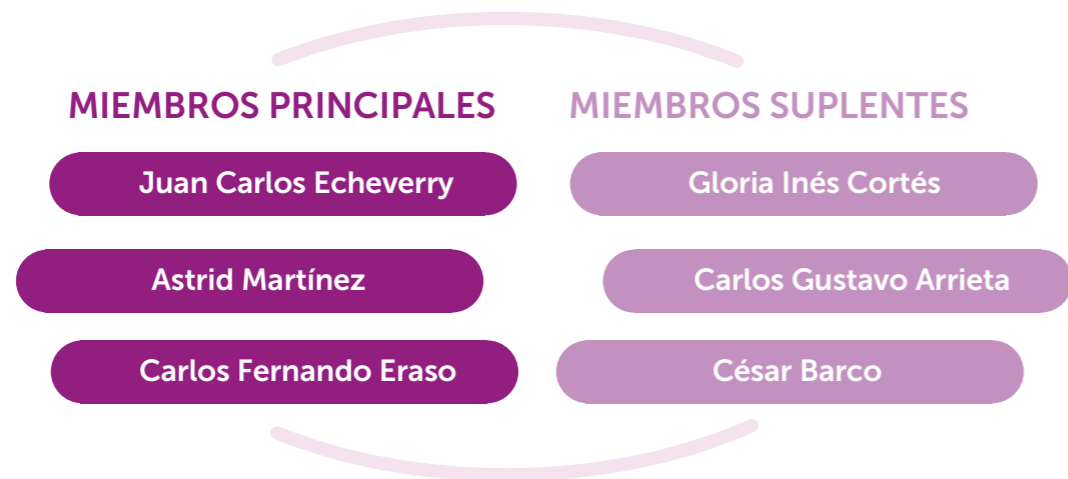 MIEMBROS PRINCIPALES
Juan Carlos Echeverry
Astrid Martínez
Carlos Fernando Eraso
MIEMBROS SUPLENTES
Gloria Inés Cortés
Carlos Gustavo Arrieta
César Barco